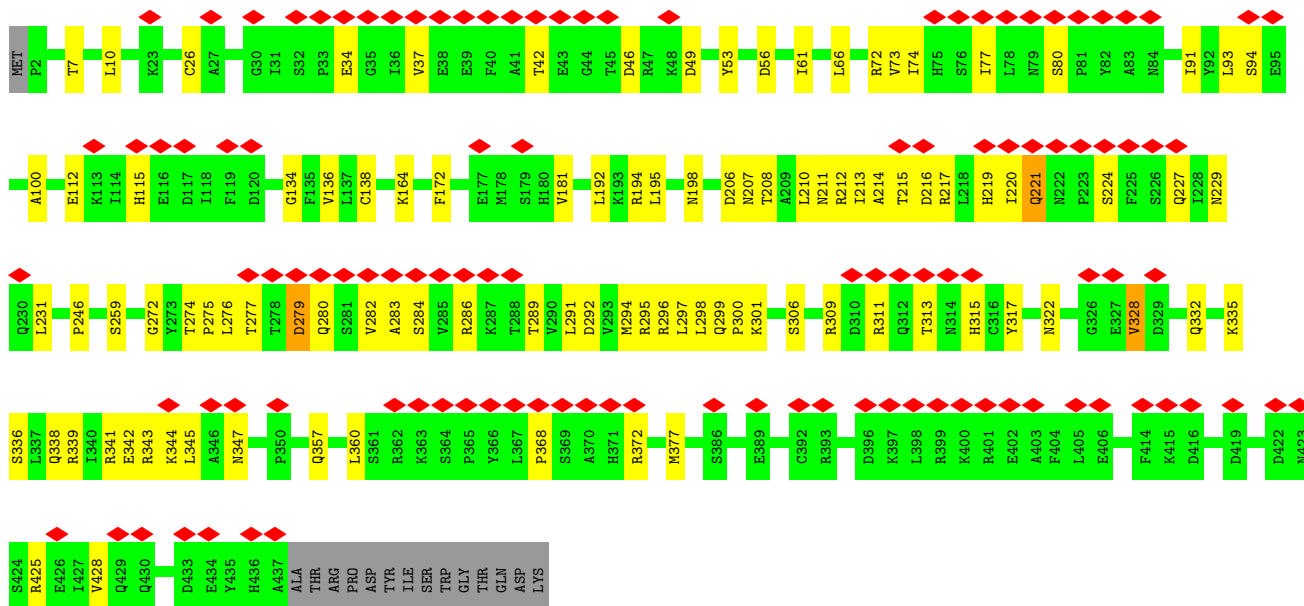 MET P2 T7 L10 K23 C26 A27 G30 I31 S32 P33 E34 G35 I36 V37 E38 E39 F40 A41 T42 E43 G44 T45 D46 R47 K48 D49 Y53 D56 I61 L66 R72 V73 I74 H75 S76 I77 L78 N79 S80 P81 Y82 A83 N84 I91 Y92 L93 S94 E95
A100 E112 K113 I114 H115 E116 D117 I118 F119 D120 G134 F135 V136 L137 C138 K164 F172 E177 M178 S179 H180 V181 L192 K193 R194 L195 N198 D206 N207 T208 A209 L210 N211 R212 I213 A214 T215 D216 R217 L218 H219 I220 Q221 N222 P223 S224 F225 S226 Q227 I228 N229
Q230 L231 P246 S259 G272 Y273 T274 P275 L276 T277 T278 D279 Q280 S281 V282 A283 S284 V285 R286 K287 T288 T289 V290 L291 D292 V293 M294 R295 R296 L297 L298 Q299 P300 K301 S306 R309 D310 R311 Q312 T313 N314 H315 C316 Y317 N322 G326 E327 V328 D329 Q332 K335
S336 L337 Q338 R339 I340 R341 E342 R343 K344 L345 A346 N347 P350 Q357 L360 S361 R362 K363 S364 P365 Y366 L367 P368 S369 A370 H371 R372 M377 S386 E389 C392 R393 D396 K397 L398 R399 K400 R401 E402 A403 F404 L405 E406 F414 K415 D416 D419 D422 N423
S424 R425 E426 I427 V428 Q429 Q430 D433 E434 Y435 H436 A437 ALA THR ARG PRO ASP TYR ILE SER TRP GLY THR GLN ASP LYS